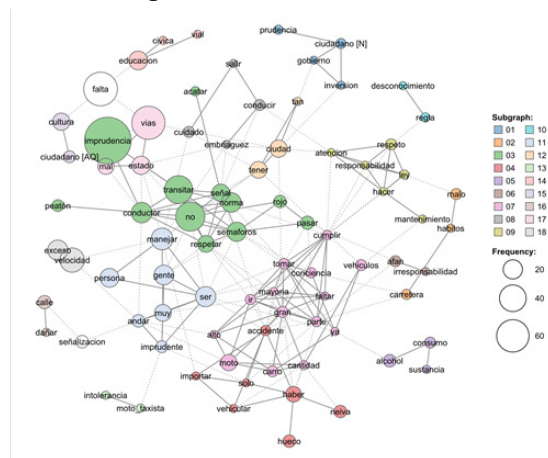 prudencia
civica
vial
ciudadano [N]
educacion
gobierno
salir
falta
acatar
inversion
desconocimiento
conducir
tan
cultura
vias
regla
cuidado
imprudencia
embriaguez
ciudad
respeto
atencion
ciudadano [AQ]
responsabilidad
mal
estado
tener
ley
transitar
señal
hacer
malo
norma
rojo
peatón
conductor
no
mantenimiento
habitos
semaforos
pasar
manejar
respetar
cumplir
exceso
velocidad
tomar
vehiculos
afan
gente
conciencia
irresponsabilidad
persona
mayoria
faltar
carretera
ser
ir
calle
gran
muy
parte
andar
ya
dañar
alto
accidente
señalizacion
imprudente
consumo
moto
alcohol
carro
cantidad
sustancia
importar
solo
intolerancia
haber
moto_taxista
vehicular
neiva
hueco
Subgraph:
01 10
02 11
03 12
04 13
05 14
06 15
07 16
08 17
09 18
Frequency:
20
40
60